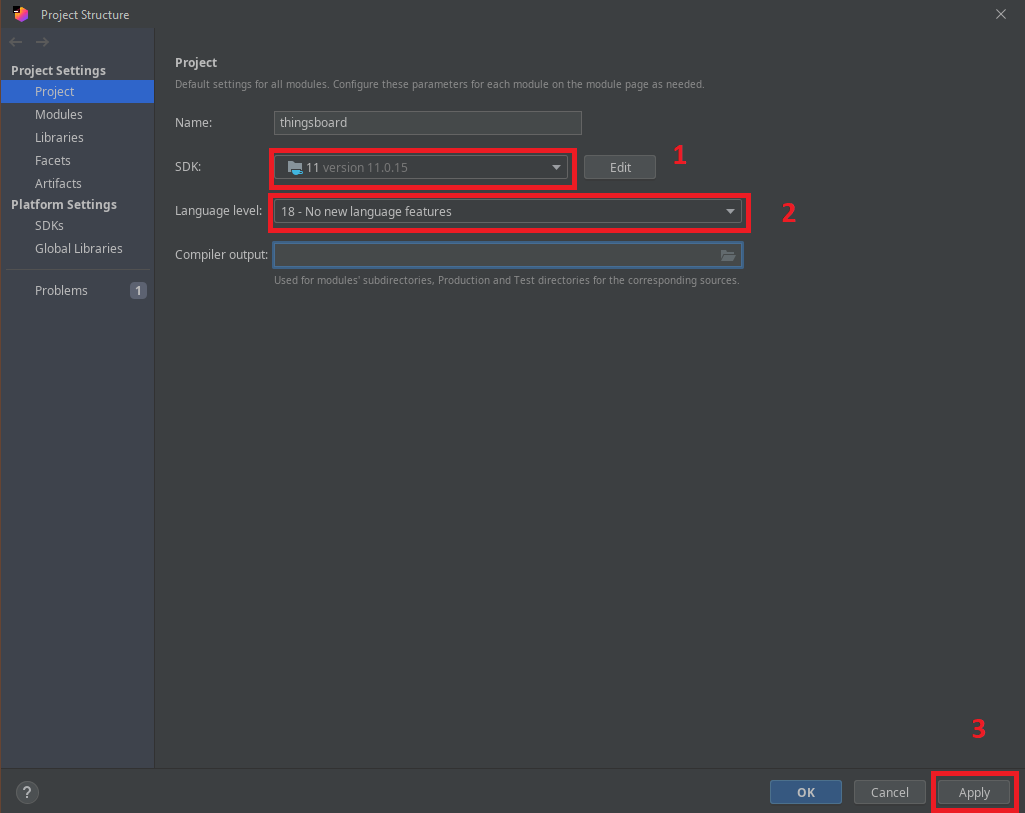 Project Structure
Project Settings
Project
Modules
Libraries
Facets
Artifacts
Platform Settings
SDKs
Global Libraries
Problems 1
Project
Default settings for all modules. Configure these parameters for each module on the module page as needed.
Name: thingsboard
SDK: 11 version 11.0.15 Edit 1
Language level: 18 - No new language features 2
Compiler output:
Used for modules' subdirectories, Production and Test directories for the corresponding sources.
3
? OK Cancel Apply